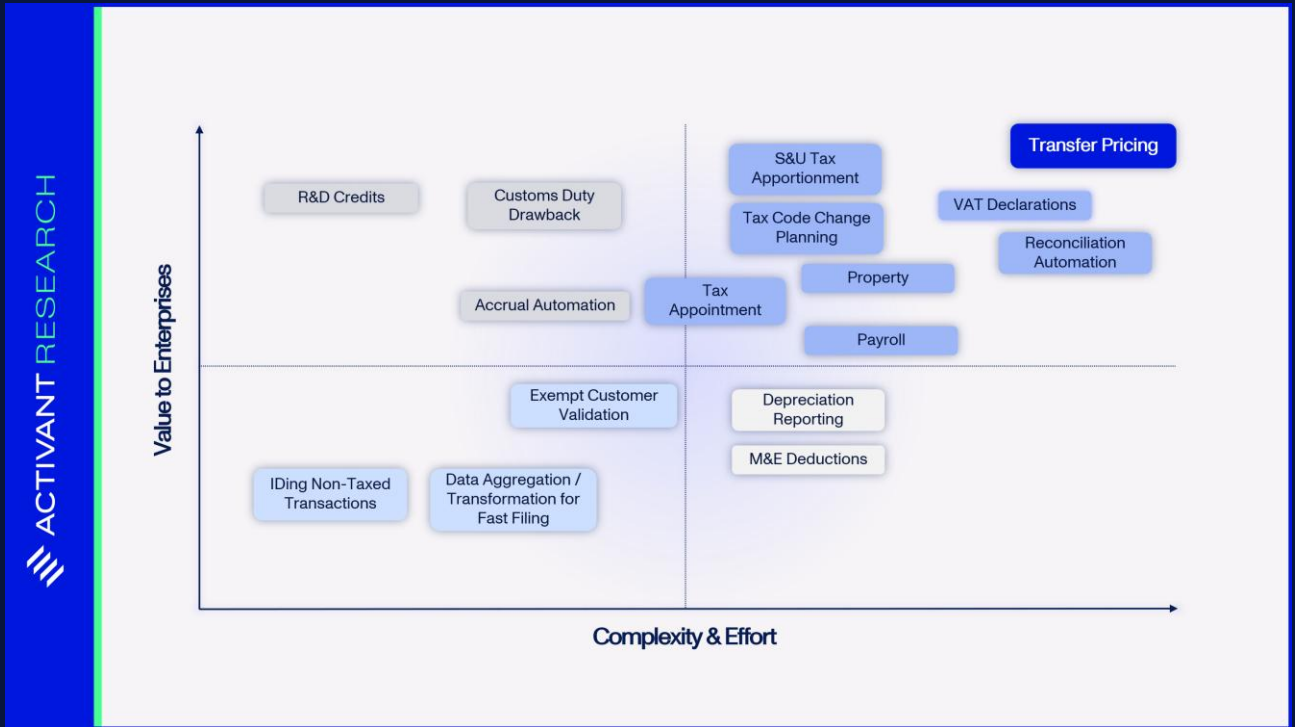 ACTIVANT RESEARCH
Value to Enterprises
R&D Credits
Customs Duty
Drawback
Accrual Automation
S&U Tax
Apportionment
Tax Code Change
Planning
Tax
Appointment
Property
Payroll
Transfer Pricing
VAT Declarations
Reconciliation
Automation
Exempt Customer
Validation
IDing Non-Taxed
Transactions
Data Aggregation /
Transformation for
Fast Filing
Depreciation
Reporting
M&E Deductions
Complexity & Effort